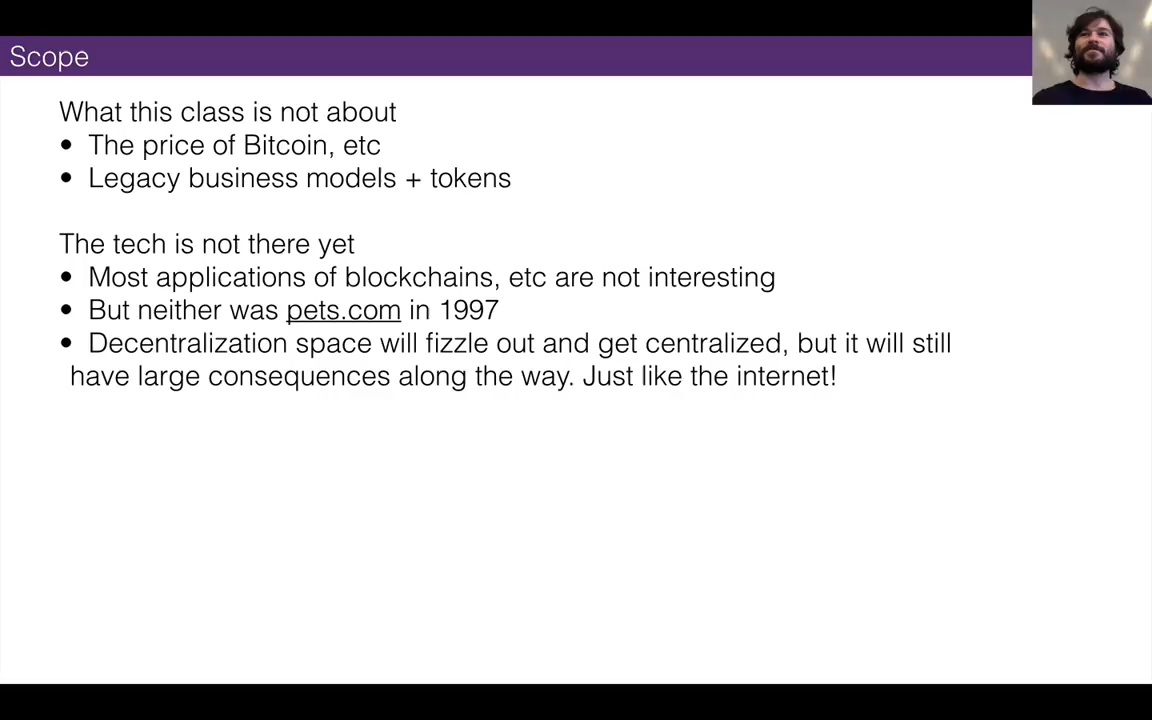 Scope
What this class is not about
• The price of Bitcoin, etc
• Legacy business models + tokens
The tech is not there yet
• Most applications of blockchains, etc are not interesting
• But neither was pets.com in 1997
• Decentralization space will fizzle out and get centralized, but it will still
have large consequences along the way. Just like the internet!